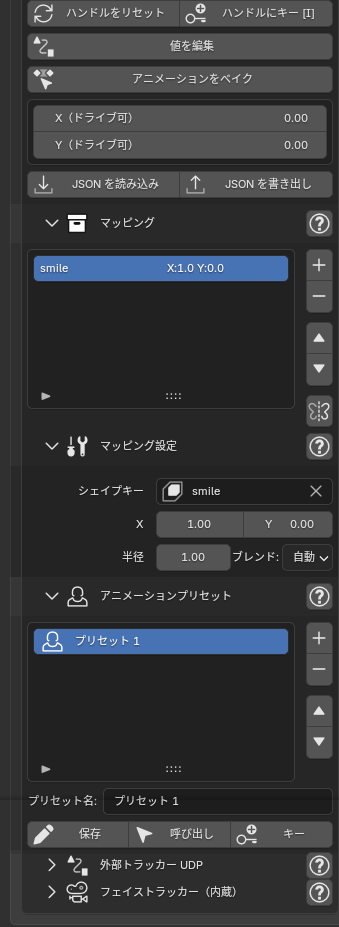 ハンドルをリセット ハンドルにキー [I]
値を編集
アニメーションをベイク
X（ドライブ可） 0.00
Y（ドライブ可） 0.00
JSON を読み込み JSON を書き出し
マッピング
smile X:1.0 Y:0.0
マッピング設定
シェイプキー smile
X 1.00 Y 0.00
半径 1.00 ブレンド: 自動
アニメーションプリセット
プリセット 1
プリセット名: プリセット 1
保存 呼び出し キー
外部トラッカー UDP
フェイストラッカー（内蔵）